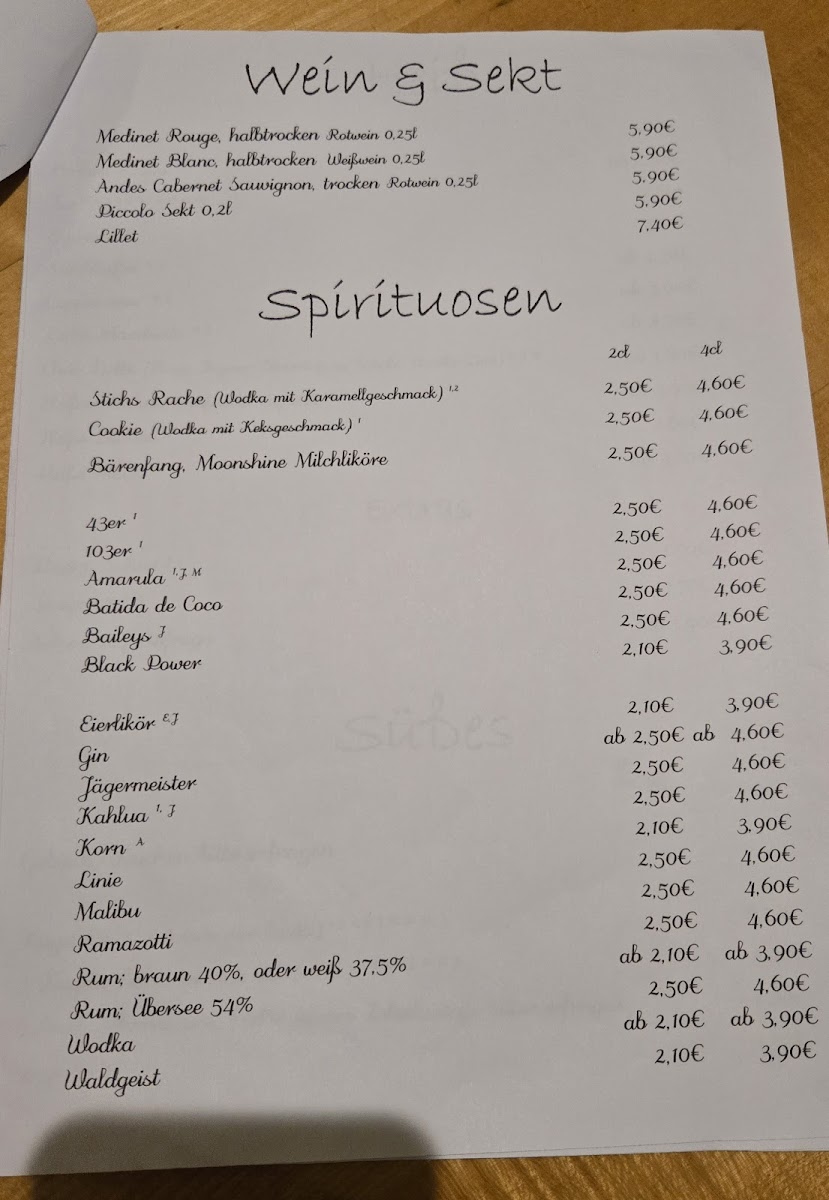 Wein & Sekt
Medinet Rouge, halbtrocken Rotwein 0,25l 5,90€
Medinet Blanc, halbtrocken Weißwein 0,25l 5,90€
Andes Cabernet Sauvignon, trocken Rotwein 0,25l 5,90€
Piccolo Sekt 0,2l 5,90€
Lillet 7,40€
Spirituosen
2cl 4cl
Stichs Rache (Wodka mit Karamellgeschmack) 1,2 2,50€ 4,60€
Cookie (Wodka mit Keksgeschmack) 1 2,50€ 4,60€
Bärenfang, Moonshine Milchliköre 2,50€ 4,60€
43er 1 2,50€ 4,60€
103er 1 2,50€ 4,60€
Amarula 1, J, M 2,50€ 4,60€
Batida de Coco 2,50€ 4,60€
Baileys J 2,50€ 4,60€
Black Power 2,10€ 3,90€
Eierlikör E,J 2,10€ 3,90€
Gin ab 2,50€ ab 4,60€
Jägermeister 2,50€ 4,60€
Kahlua 1, J 2,50€ 4,60€
Korn A 2,10€ 3,90€
Linie 2,50€ 4,60€
Malibu 2,50€ 4,60€
Ramazotti 2,50€ 4,60€
Rum; braun 40%, oder weiß 37,5% ab 2,10€ ab 3,90€
Rum; Übersee 54% 2,50€ 4,60€
Wodka ab 2,10€ ab 3,90€
Waldgeist 2,10€ 3,90€
Süßes